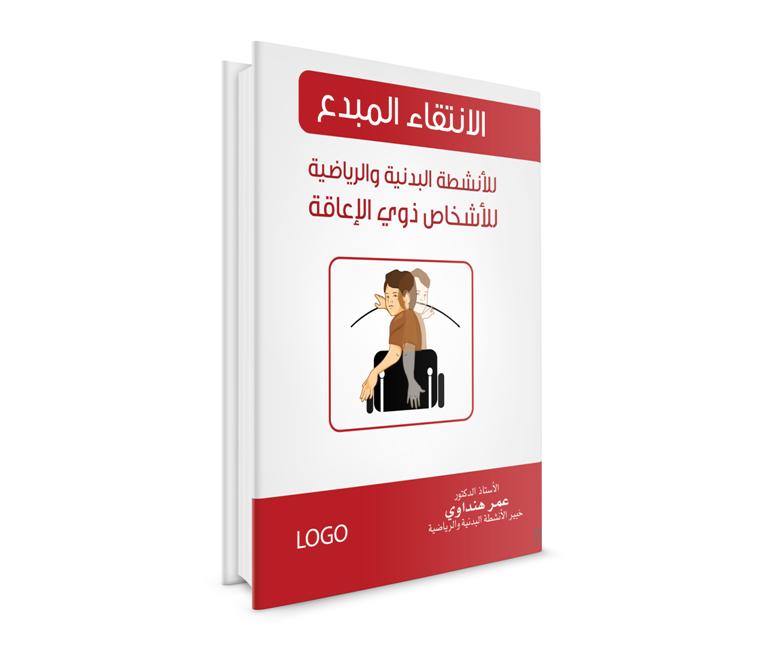 الانتقاء المبدع
للأنشطة البدنية والرياضية
للأشخاص ذوي الإعاقة
الأستاذ الدكتور
عمر هنداوي
خبير الأنشطة البدنية والرياضية
LOGO